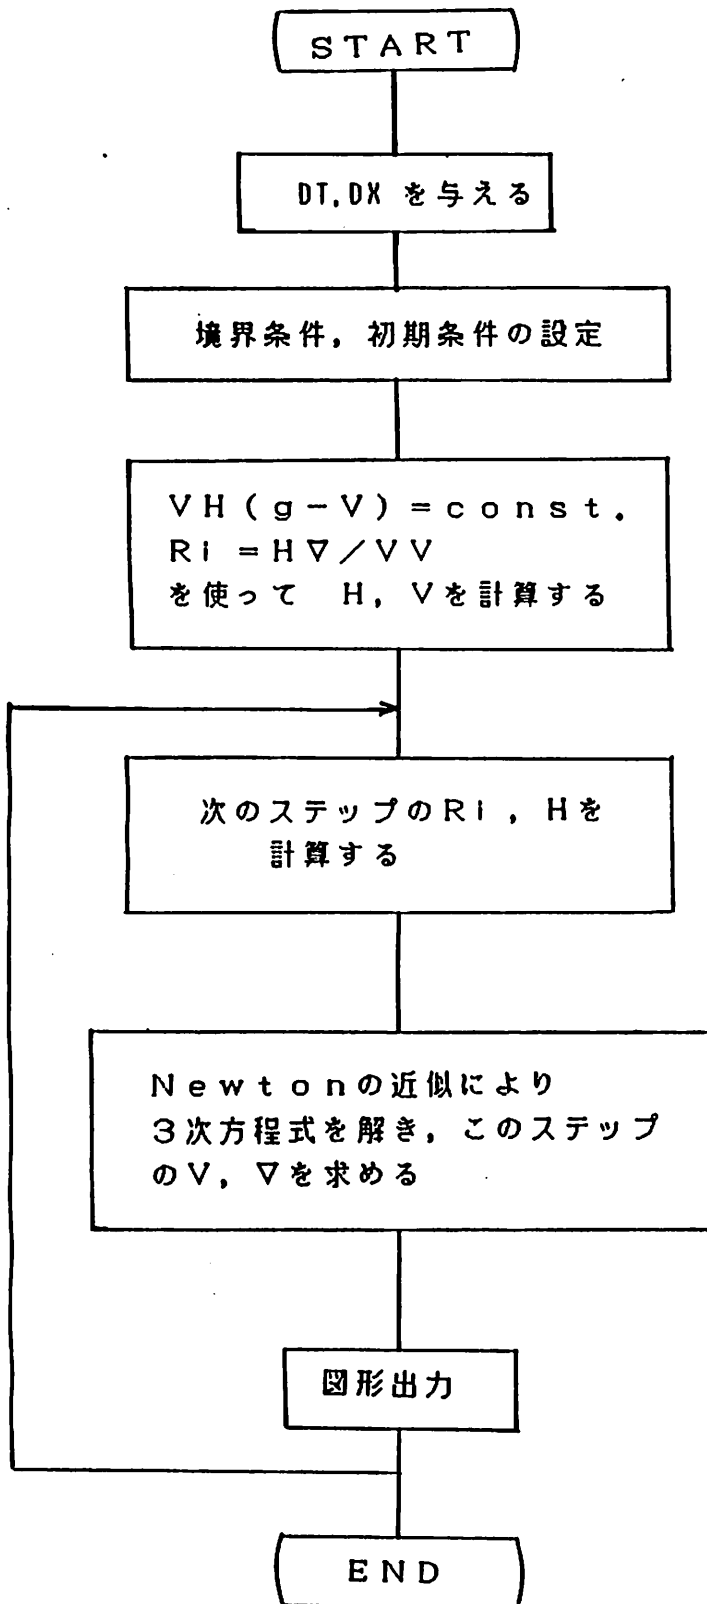 START
DT,DX を与える
境界条件，初期条件の設定
VH(g-V)=const.
Ri=H∇/VV
を使って H，Vを計算する
次のステップのRi，Hを
計算する
Newtonの近似により
3次方程式を解き，このステップ
のV，∇を求める
図形出力
END